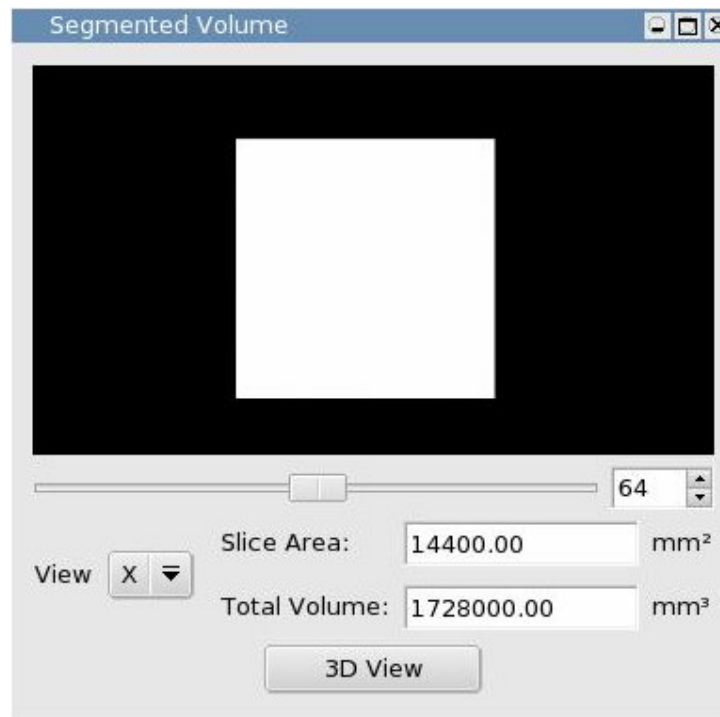 Segmented Volume
64
Slice Area: 14400.00 mm²
View X
Total Volume: 1728000.00 mm³
3D View